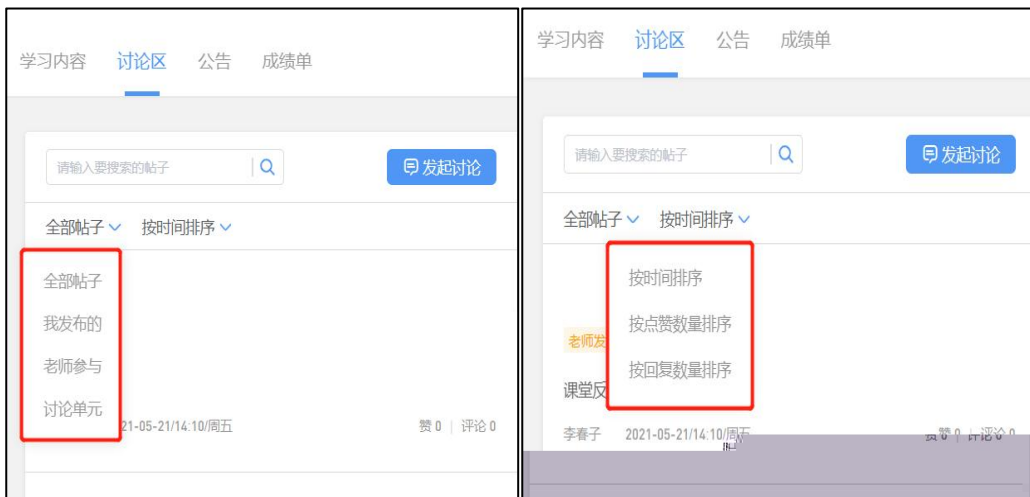 学习内容 讨论区 公告 成绩单
请输入要搜索的帖子
发起讨论
全部帖子 按时间排序
全部帖子
我发布的
老师参与
讨论单元
21-05-21/14:10/周五 赞 0 | 评论 0
学习内容 讨论区 公告 成绩单
请输入要搜索的帖子
发起讨论
全部帖子 按时间排序
按时间排序
按点赞数量排序
老师发
按回复数量排序
课堂反
李春子 2021-05-21/14:10/周五